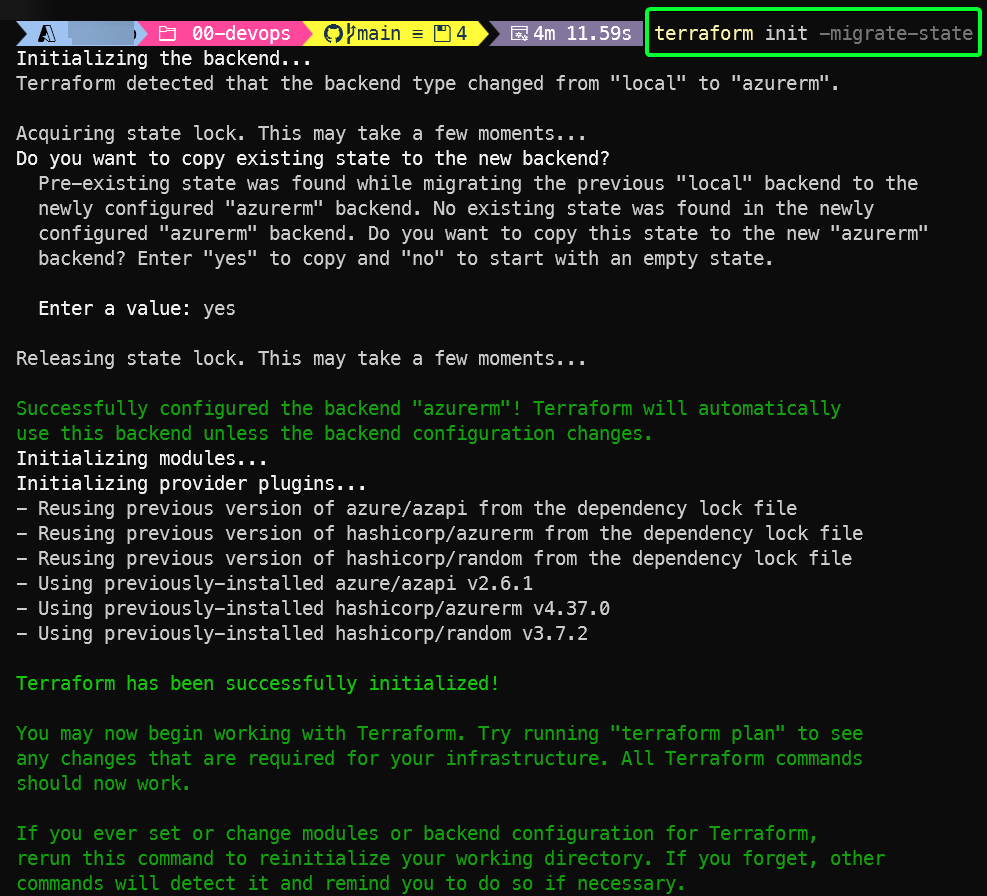 00-devops main ≡ 4 4m 11.59s terraform init -migrate-state
Initializing the backend...
Terraform detected that the backend type changed from "local" to "azurerm".
Acquiring state lock. This may take a few moments...
Do you want to copy existing state to the new backend?
Pre-existing state was found while migrating the previous "local" backend to the
newly configured "azurerm" backend. No existing state was found in the newly
configured "azurerm" backend. Do you want to copy this state to the new "azurerm"
backend? Enter "yes" to copy and "no" to start with an empty state.
Enter a value: yes
Releasing state lock. This may take a few moments...
Successfully configured the backend "azurerm"! Terraform will automatically
use this backend unless the backend configuration changes.
Initializing modules...
Initializing provider plugins...
- Reusing previous version of azure/azapi from the dependency lock file
- Reusing previous version of hashicorp/azurerm from the dependency lock file
- Reusing previous version of hashicorp/random from the dependency lock file
- Using previously-installed azure/azapi v2.6.1
- Using previously-installed hashicorp/azurerm v4.37.0
- Using previously-installed hashicorp/random v3.7.2
Terraform has been successfully initialized!
You may now begin working with Terraform. Try running "terraform plan" to see
any changes that are required for your infrastructure. All Terraform commands
should now work.
If you ever set or change modules or backend configuration for Terraform,
rerun this command to reinitialize your working directory. If you forget, other
commands will detect it and remind you to do so if necessary.